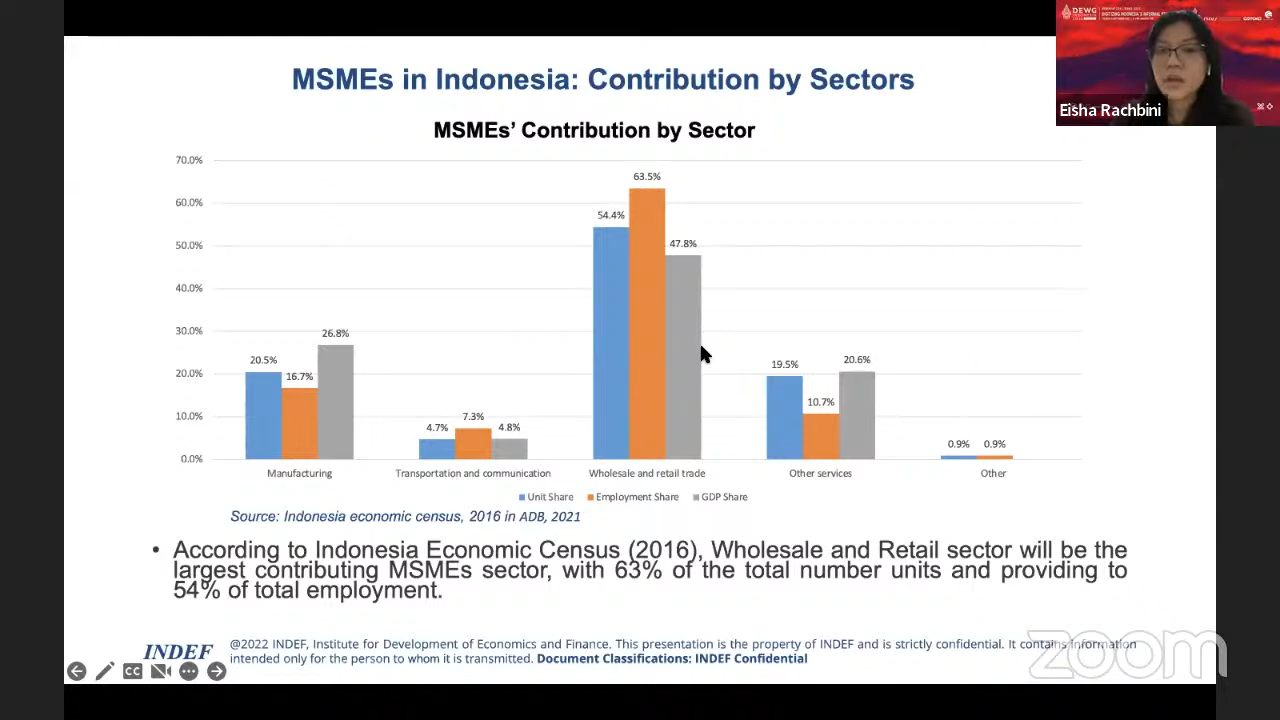 MSMEs in Indonesia: Contribution by Sectors
DEWG
Eisha Rachbini
MSMEs' Contribution by Sector
70.0%
60.0%
50.0%
40.0%
30.0%
20.0%
10.0%
0.0%
20.5%
16.7%
26.8%
4.7%
7.3%
4.8%
54.4%
63.5%
47.8%
19.5%
10.7%
20.6%
0.9%
0.9%
Manufacturing
Transportation and communication
Wholesale and retail trade
Other services
Other
Unit Share
Employment Share
GDP Share
Source: Indonesia economic census, 2016 in ADB, 2021
• According to Indonesia Economic Census (2016), Wholesale and Retail sector will be the
largest contributing MSMEs sector, with 63% of the total number units and providing to
54% of total employment.
INDEF
@2022 INDEF, Institute for Development of Economics and Finance. This presentation is the property of INDEF and is strictly confidential. It contains information
intended only for the person to whom it is transmitted. Document Classifications: INDEF Confidential
CC
zoom